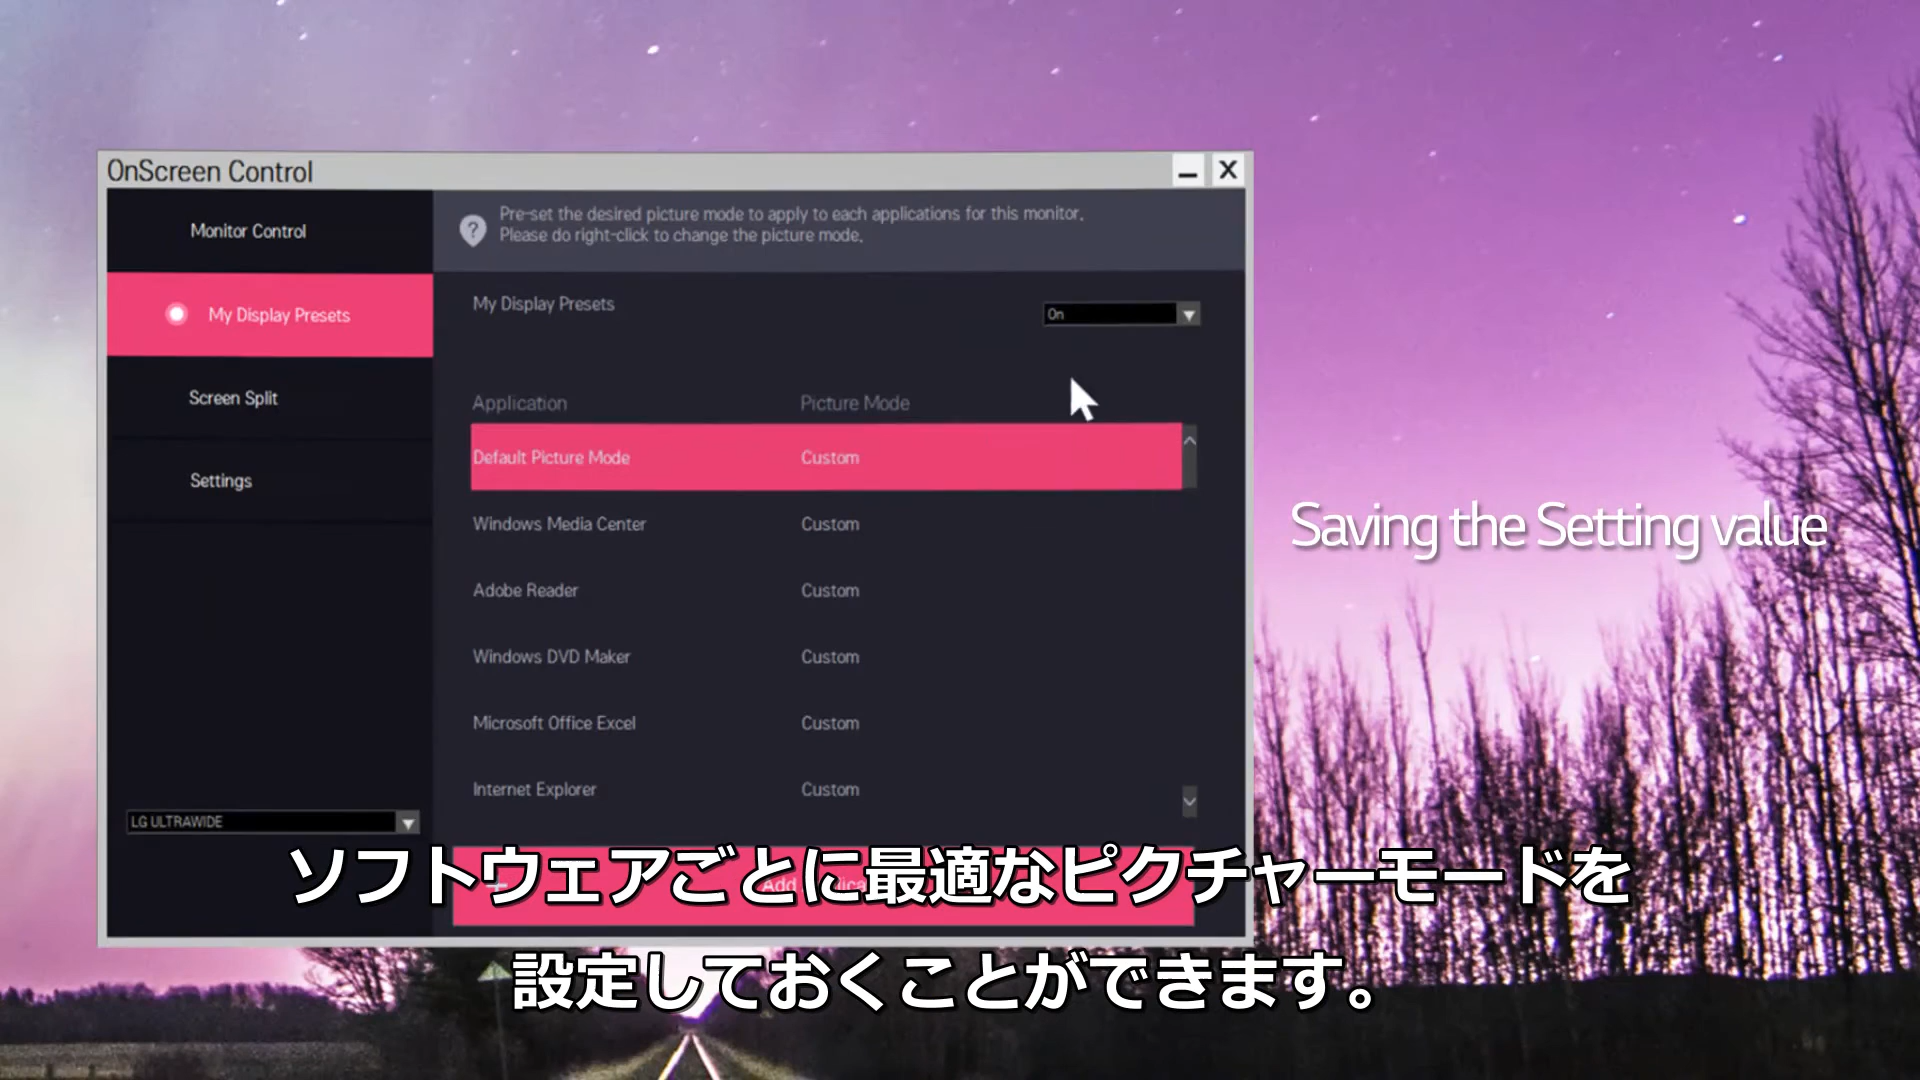 OnScreen Control
Monitor Control
My Display Presets
Screen Split
Settings
LG ULTRAWIDE
Pre-set the desired picture mode to apply to each applications for this monitor.
Please do right-click to change the picture mode.
My Display Presets
On
Application Picture Mode
Default Picture Mode Custom
Windows Media Center Custom
Adobe Reader Custom
Windows DVD Maker Custom
Microsoft Office Excel Custom
Internet Explorer Custom
Add
Saving the Setting value
ソフトウェアごとに最適なピクチャーモードを
設定しておくことができます。